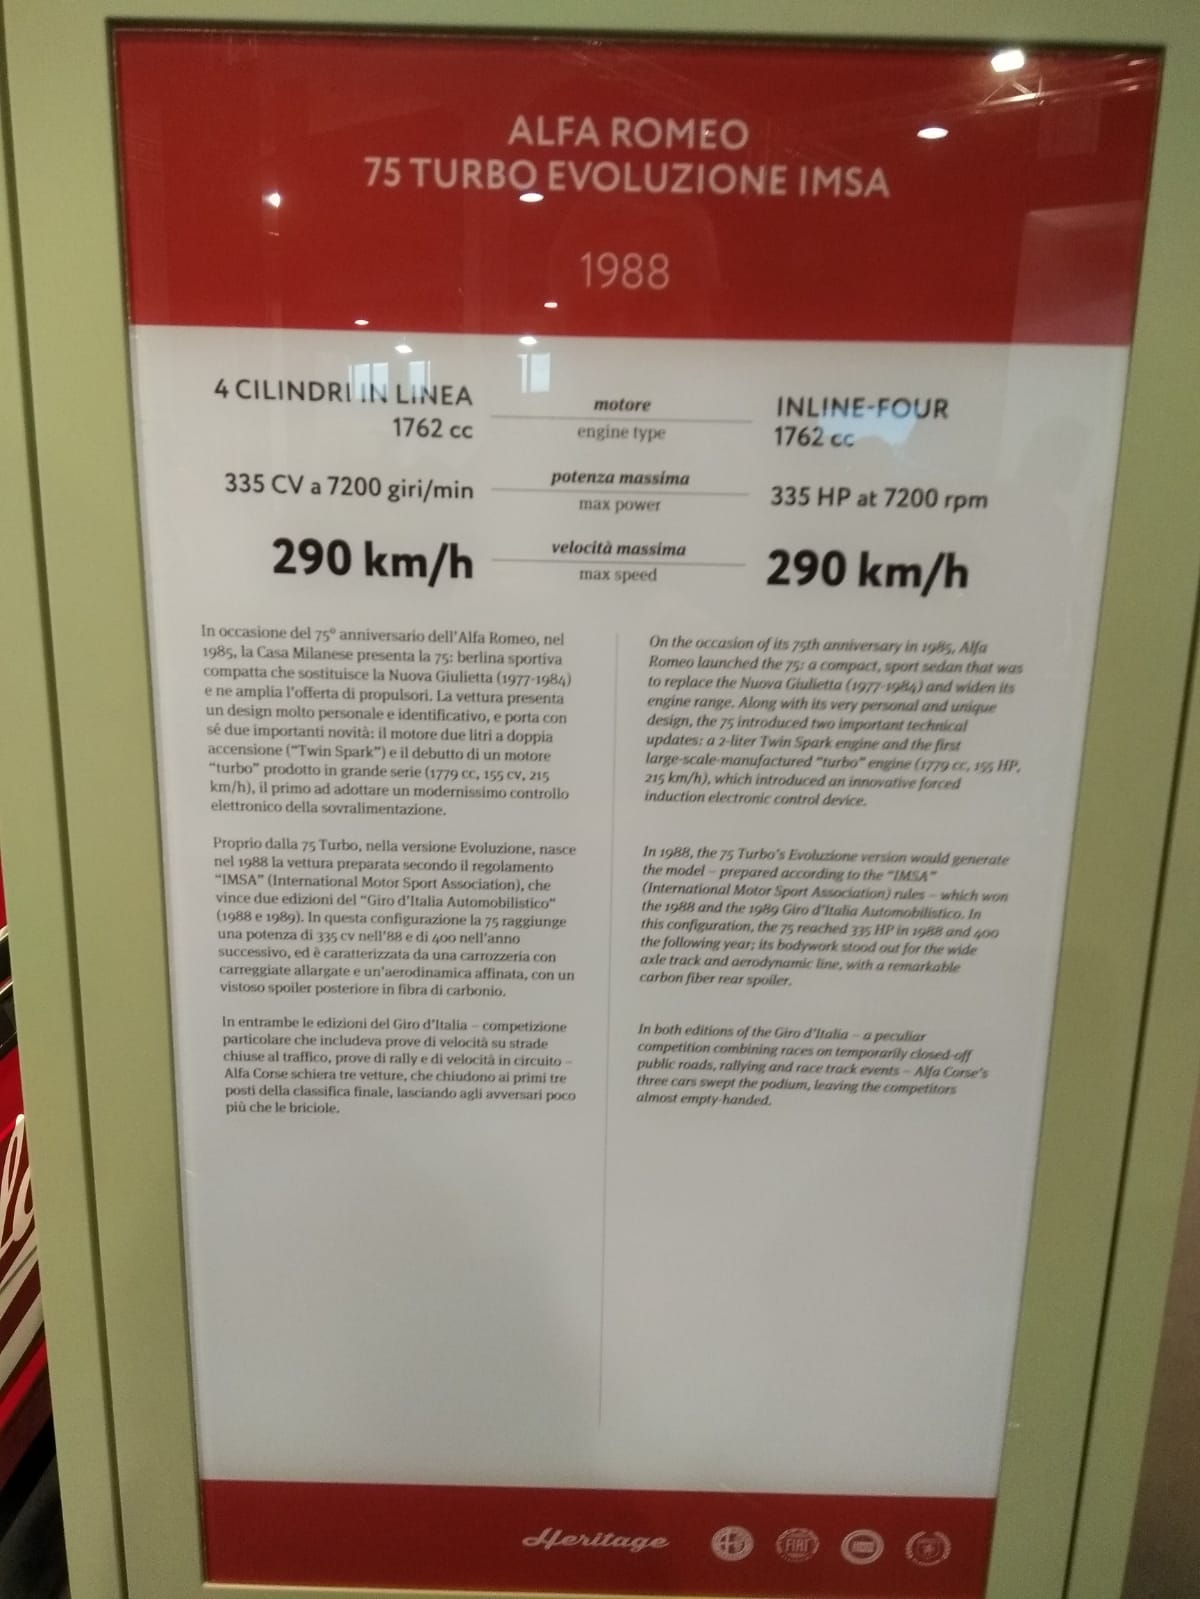 ALFA ROMEO
75 TURBO EVOLUZIONE IMSA
1988
4 CILINDRI IN LINEA
1762 cc
motore
engine type
INLINE-FOUR
1762 cc
335 CV a 7200 giri/min
potenza massima
max power
335 HP at 7200 rpm
290 km/h
velocità massima
max speed
290 km/h
In occasione del 75° anniversario dell'Alfa Romeo, nel
1985, la Casa Milanese presenta la 75: berlina sportiva
compatta che sostituisce la Nuova Giulietta (1977-1984)
e ne amplia l'offerta di propulsori. La vettura presenta
un design molto personale e identificativo, e porta con
sé due importanti novità: il motore due litri a doppia
accensione ("Twin Spark") e il debutto di un motore
"turbo" prodotto in grande serie (1779 cc, 155 cv, 215
km/h), il primo ad adottare un modernissimo controllo
elettronico della sovralimentazione.
Proprio dalla 75 Turbo, nella versione Evoluzione, nasce
nel 1988 la vettura preparata secondo il regolamento
"IMSA" (International Motor Sport Association), che
vince due edizioni del "Giro d'Italia Automobilistico"
(1988 e 1989). In questa configurazione la 75 raggiunge
una potenza di 335 cv nell'88 e di 400 nell'anno
successivo, ed è caratterizzata da una carrozzeria con
carreggiate allargate e un'aerodinamica affinata, con un
vistoso spoiler posteriore in fibra di carbonio.
In entrambe le edizioni del Giro d'Italia – competizione
particolare che includeva prove di velocità su strade
chiuse al traffico, prove di rally e di velocità in circuito –
Alfa Corse schiera tre vetture, che chiudono ai primi tre
posti della classifica finale, lasciando agli avversari poco
più che le briciole.
On the occasion of its 75th anniversary in 1985, Alfa
Romeo launched the 75: a compact, sport sedan that was
to replace the Nuova Giulietta (1977-1984) and widen its
engine range. Along with its very personal and unique
design, the 75 introduced two important technical
updates: a 2-liter Twin Spark engine and the first
large-scale-manufactured "turbo" engine (1779 cc, 155 HP,
215 km/h), which introduced an innovative forced
induction electronic control device.
In 1988, the 75 Turbo's Evoluzione version would generate
the model – prepared according to the "IMSA"
(International Motor Sport Association) rules – which won
the 1988 and the 1989 Giro d'Italia Automobilistico. In
this configuration, the 75 reached 335 HP in 1988 and 400
the following year; its bodywork stood out for the wide
axle track and aerodynamic line, with a remarkable
carbon fiber rear spoiler.
In both editions of the Giro d'Italia – a peculiar
competition combining races on temporarily closed-off
public roads, rallying and race track events – Alfa Corse's
three cars swept the podium, leaving the competitors
almost empty-handed.
Heritage
FIAT